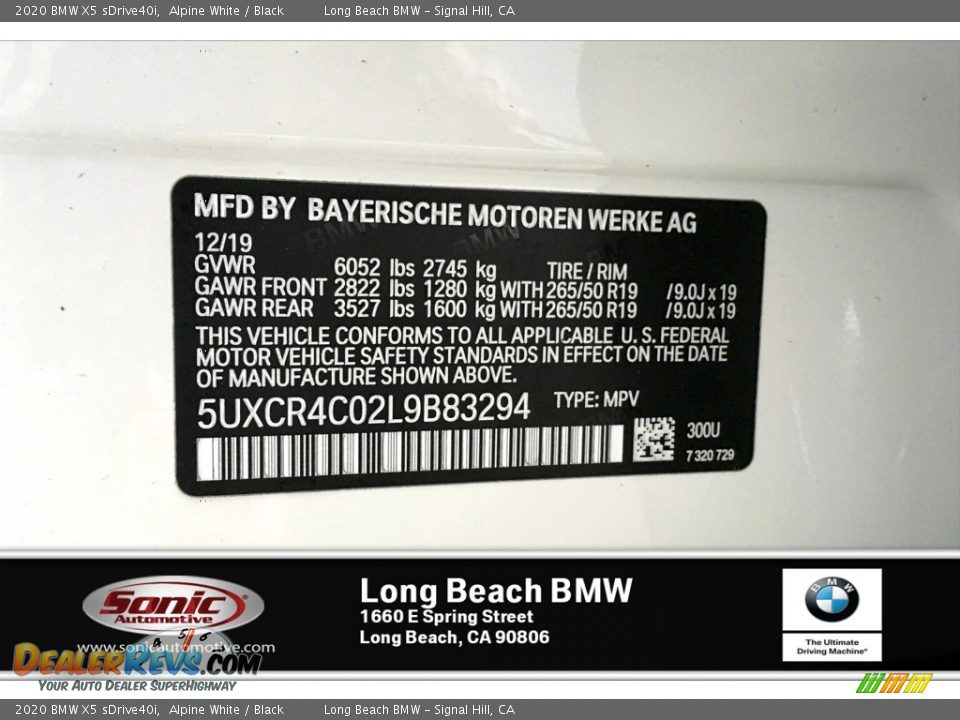 2020 BMW X5 sDrive40i,  Alpine White / Black    Long Beach BMW - Signal Hill, CA
MFD BY BAYERISCHE MOTOREN WERKE AG
12/19
GVWR 6052 lbs 2745 kg TIRE / RIM
GAWR FRONT 2822 lbs 1280 kg WITH 265/50 R19 /9.0J x 19
GAWR REAR 3527 lbs 1600 kg WITH 265/50 R19 /9.0J x 19
THIS VEHICLE CONFORMS TO ALL APPLICABLE U. S. FEDERAL
MOTOR VEHICLE SAFETY STANDARDS IN EFFECT ON THE DATE
OF MANUFACTURE SHOWN ABOVE.
5UXCR4C02L9B83294 TYPE: MPV
300U
7 320 729
Sonic
Automotive
www.sonicautomotive.com
Long Beach BMW
1660 E Spring Street
Long Beach, CA 90806
BMW
The Ultimate
Driving Machine®
4 5 6
DealerRevs.com
Your Auto Dealer SuperHighway
2020 BMW X5 sDrive40i,  Alpine White / Black    Long Beach BMW - Signal Hill, CA